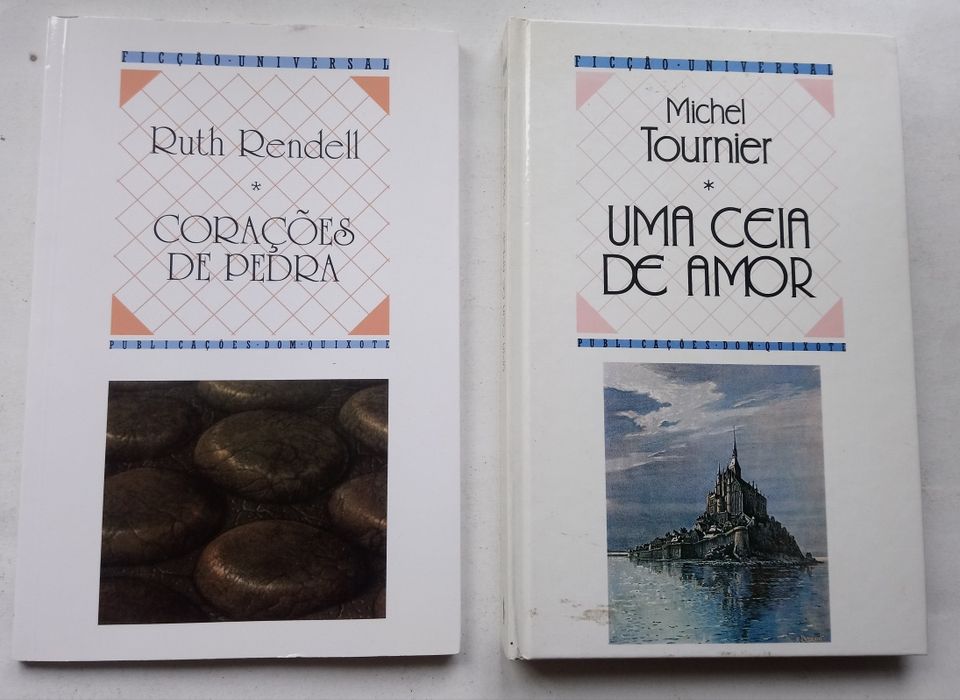 FICÇÃO·UNIVERSAL
Ruth Rendell
*
CORAÇÕES
DE PEDRA
PUBLICAÇÕES·DOM·QUIXOTE
FICÇÃO·UNIVERSAL
Michel
Tournier
*
UMA CEIA
DE AMOR
PUBLICAÇÕES·DOM·QUIXOTE